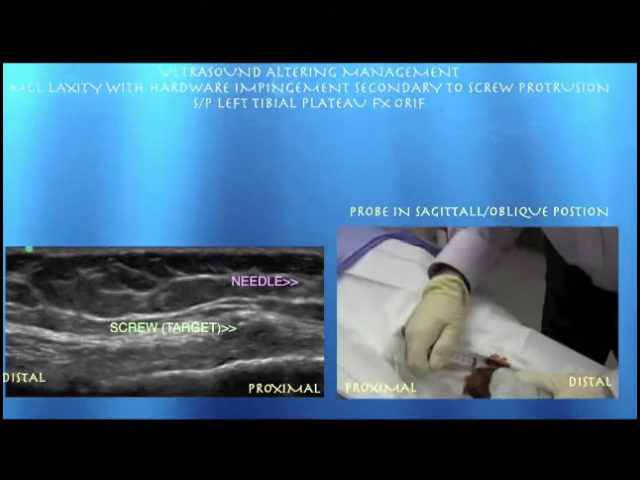 ULTRASOUND ALTERING MANAGEMENT
MCL LAXITY WITH HARDWARE IMPINGEMENT SECONDARY TO SCREW PROTRUSION
S/P LEFT TIBIAL PLATEAU FX ORIF
PROBE IN SAGITTALL/OBLIQUE POSTION
NEEDLE>>
SCREW (TARGET)>>
DISTAL
PROXIMAL
PROXIMAL
DISTAL